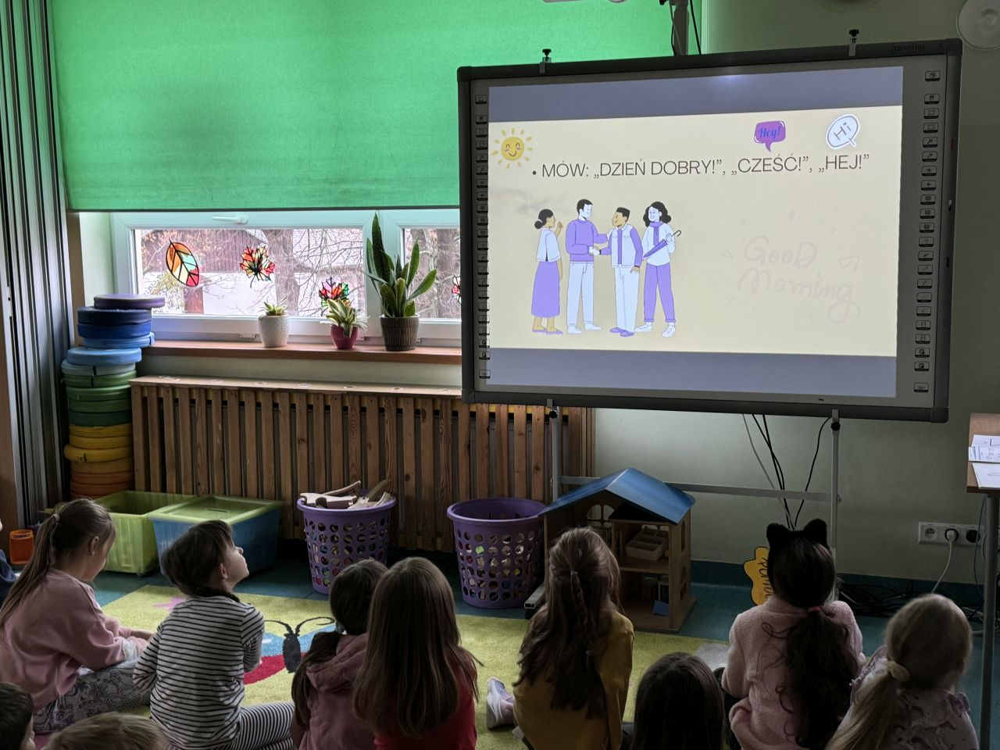 Hey!
Hi
• MÓW: „DZIEŃ DOBRY!”, „CZEŚĆ!”, „HEJ!”
GOOD
Morning